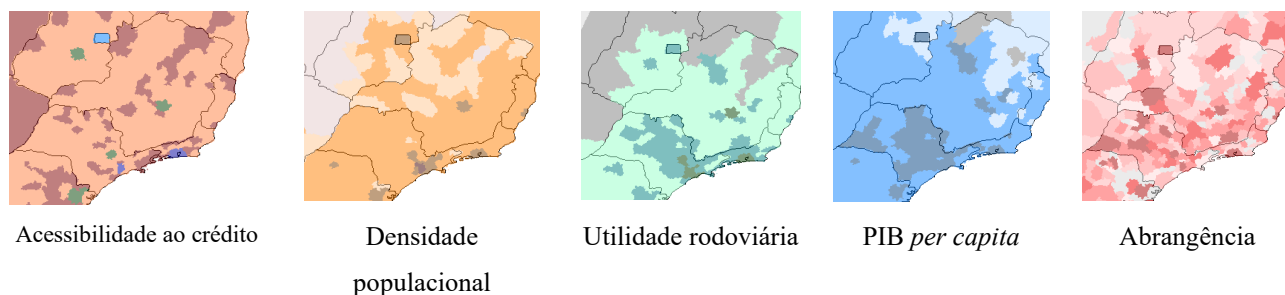 Acessibilidade ao crédito
Densidade
populacional
Utilidade rodoviária
PIB per capita
Abrangência